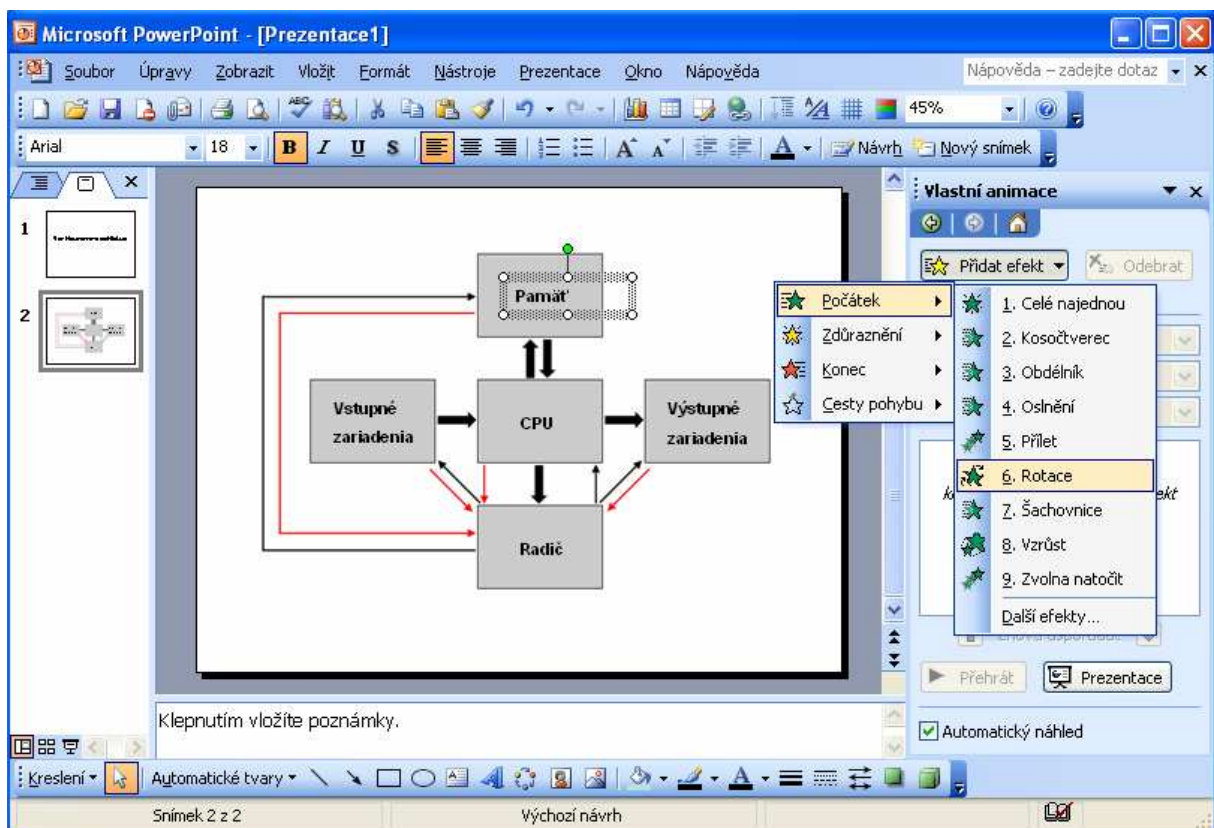 Microsoft PowerPoint - [Prezentace1]
Soubor Úpravy Zobrazit Vložit Formát Nástroje Prezentace Okno Nápověda Nápověda – zadejte dotaz
45%
Arial 18 B I U S A A A Návrh Nový snímek
Vlastní animace
Přidat efekt Odebrat
1
2
Počátek
Zdůraznění
Konec
Cesty pohybu
1. Celé najednou
2. Kosočtverec
3. Obdélník
4. Oslnění
5. Přílet
6. Rotace
7. Šachovnice
8. Vzrůst
9. Zvolna natočit
Další efekty...
Pamäť
Vstupné
zariadenia
CPU
Výstupné
zariadenia
Radič
Přehrát Prezentace
Automatický náhled
Klepnutím vložíte poznámky.
Kreslení Automatické tvary
Snímek 2 z 2 Výchozí návrh